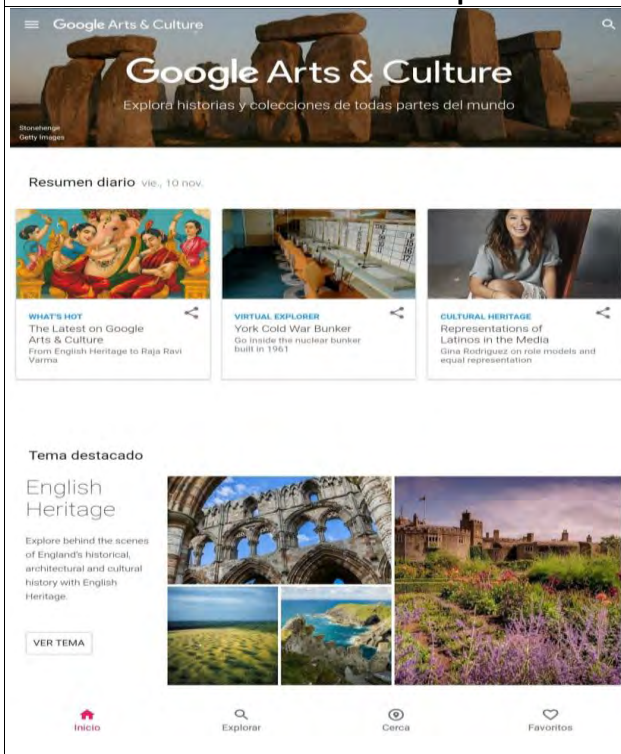 Google Arts & Culture
Google Arts & Culture
Explora historias y colecciones de todas partes del mundo
Stonehenge
Getty Images
Resumen diario vie., 10 nov.
WHAT'S HOT
The Latest on Google
Arts & Culture
From English Heritage to Raja Ravi
Varma
VIRTUAL EXPLORER
York Cold War Bunker
Go inside the nuclear bunker
built in 1961
CULTURAL HERITAGE
Representations of
Latinos in the Media
Gina Rodriguez on role models and
equal representation
Tema destacado
English
Heritage
Explore behind the scenes
of England's historical,
architectural and cultural
history with English
Heritage.
VER TEMA
Inicio
Explorar
Cerca
Favoritos